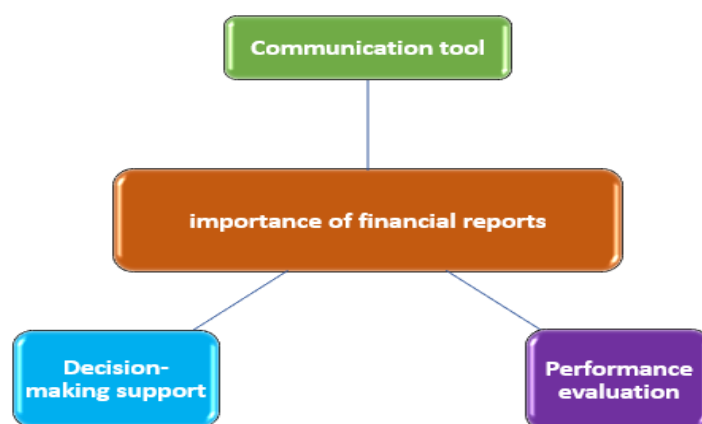 Communication tool
importance of financial reports
Decision-
making support
Performance
evaluation